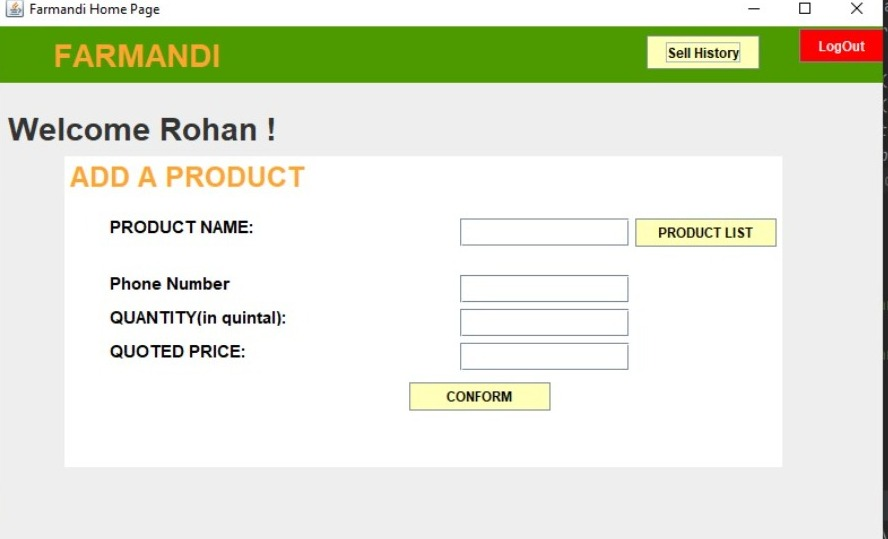 Farmandi Home Page
FARMANDI
Sell History
LogOut
Welcome Rohan !
ADD A PRODUCT
PRODUCT NAME:
PRODUCT LIST
Phone Number
QUANTITY(in quintal):
QUOTED PRICE:
CONFORM